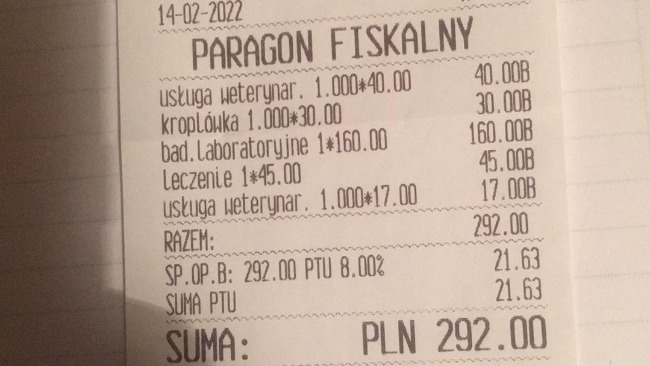 14-02-2022
PARAGON FISKALNY
usługa weterynar. 1.000*40.00 40.00B
kroplówka 1.000*30.00 30.00B
bad.laboratoryjne 1*160.00 160.00B
Leczenie 1*45.00 45.00B
usługa weterynar. 1.000*17.00 17.00B
RAZEM: 292.00
SP.OP.B: 292.00 PTU 8.00% 21.63
SUMA PTU 21.63
SUMA: PLN 292.00